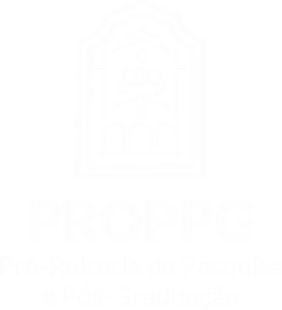 PROPPG
Pró-Reitoria de Pesquisa
e Pós-Graduação